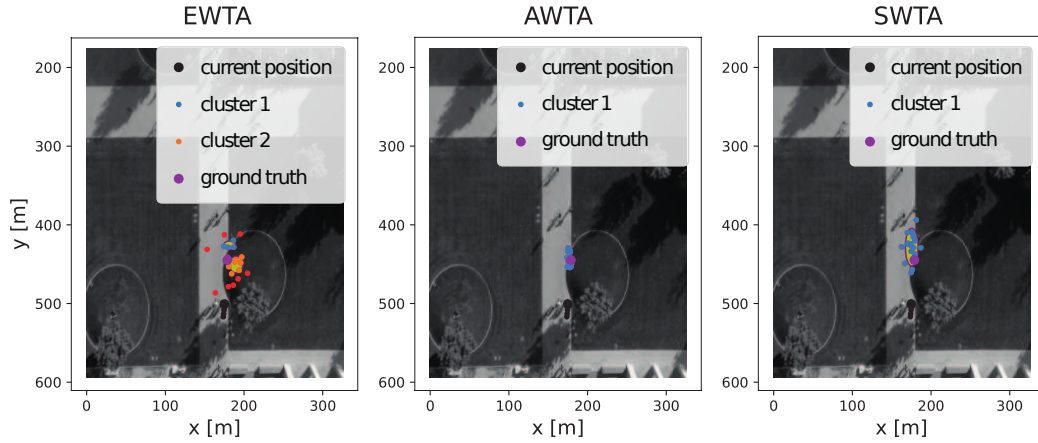 EWTA
AWTA
SWTA
current position
cluster 1
cluster 2
ground truth
current position
cluster 1
ground truth
current position
cluster 1
ground truth
y [m]
200
300
400
500
600
0
100
200
300
x [m]
200
300
400
500
600
0
100
200
300
x [m]
200
300
400
500
600
0
100
200
300
x [m]